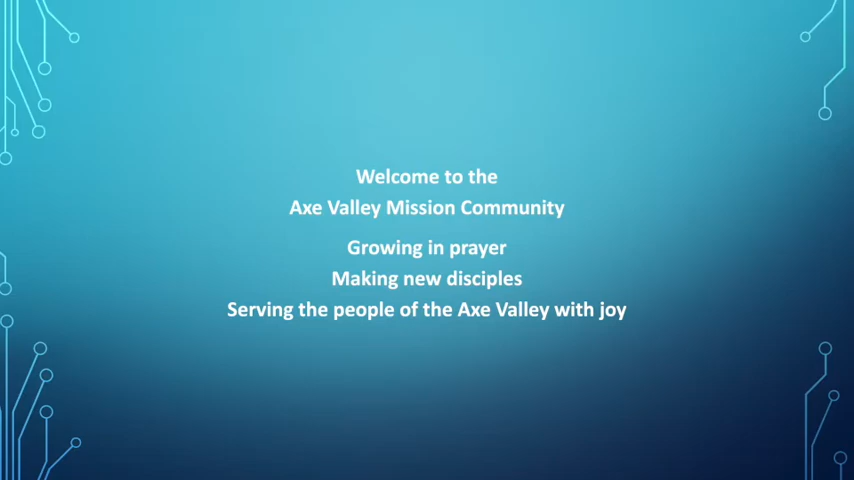 Welcome to the
Axe Valley Mission Community
Growing in prayer
Making new disciples
Serving the people of the Axe Valley with joy